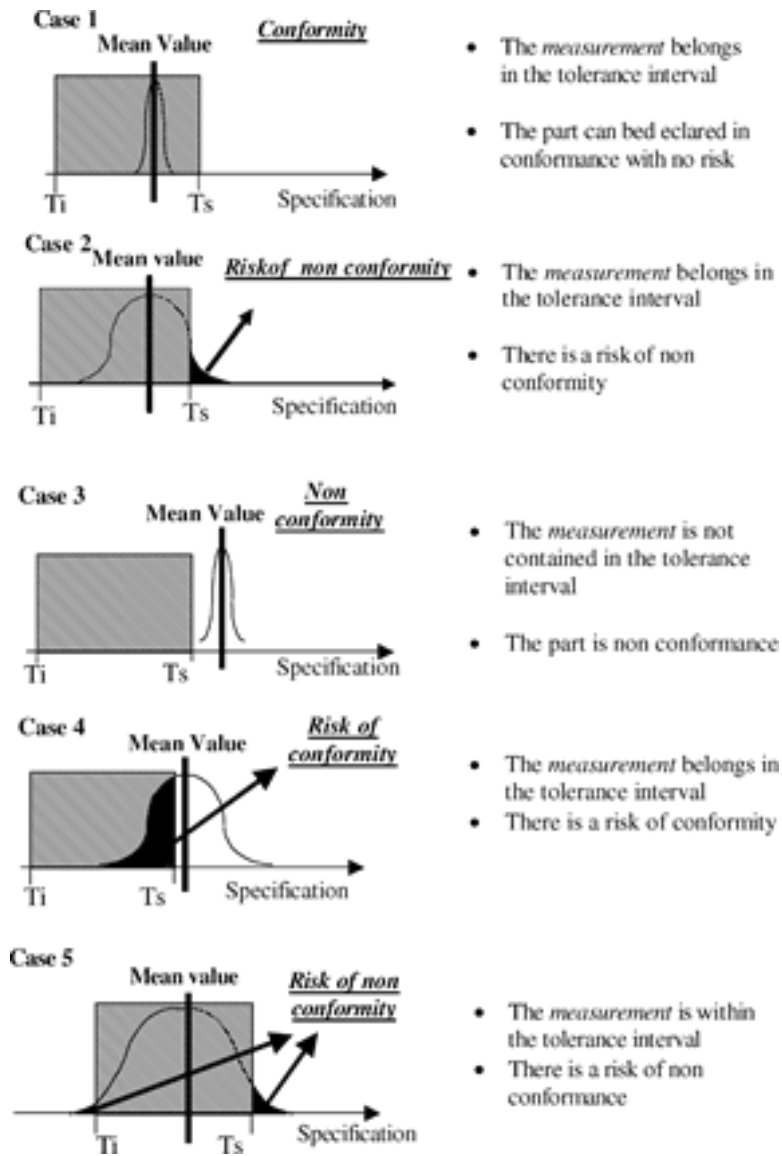 Case 1
Mean Value
Conformity
Ti
Ts
Specification
• The measurement belongs
in the tolerance interval
• The part can bed eclared in
conformance with no risk
Case 2
Mean value
Riskof non conformity
Ti
Ts
Specification
• The measurement belongs in
the tolerance interval
• There is a risk of non
conformity
Case 3
Mean Value
Non
conformity
Ti
Ts
Specification
• The measurement is not
contained in the tolerance
interval
• The part is non conformance
Case 4
Mean Value
Risk of
conformity
Ti
Ts
Specification
• The measurement belongs in
the tolerance interval
• There is a risk of conformity
Case 5
Mean value
Risk of non
conformity
Ti
Ts
Specification
• The measurement is within
the tolerance interval
• There is a risk of non
conformance